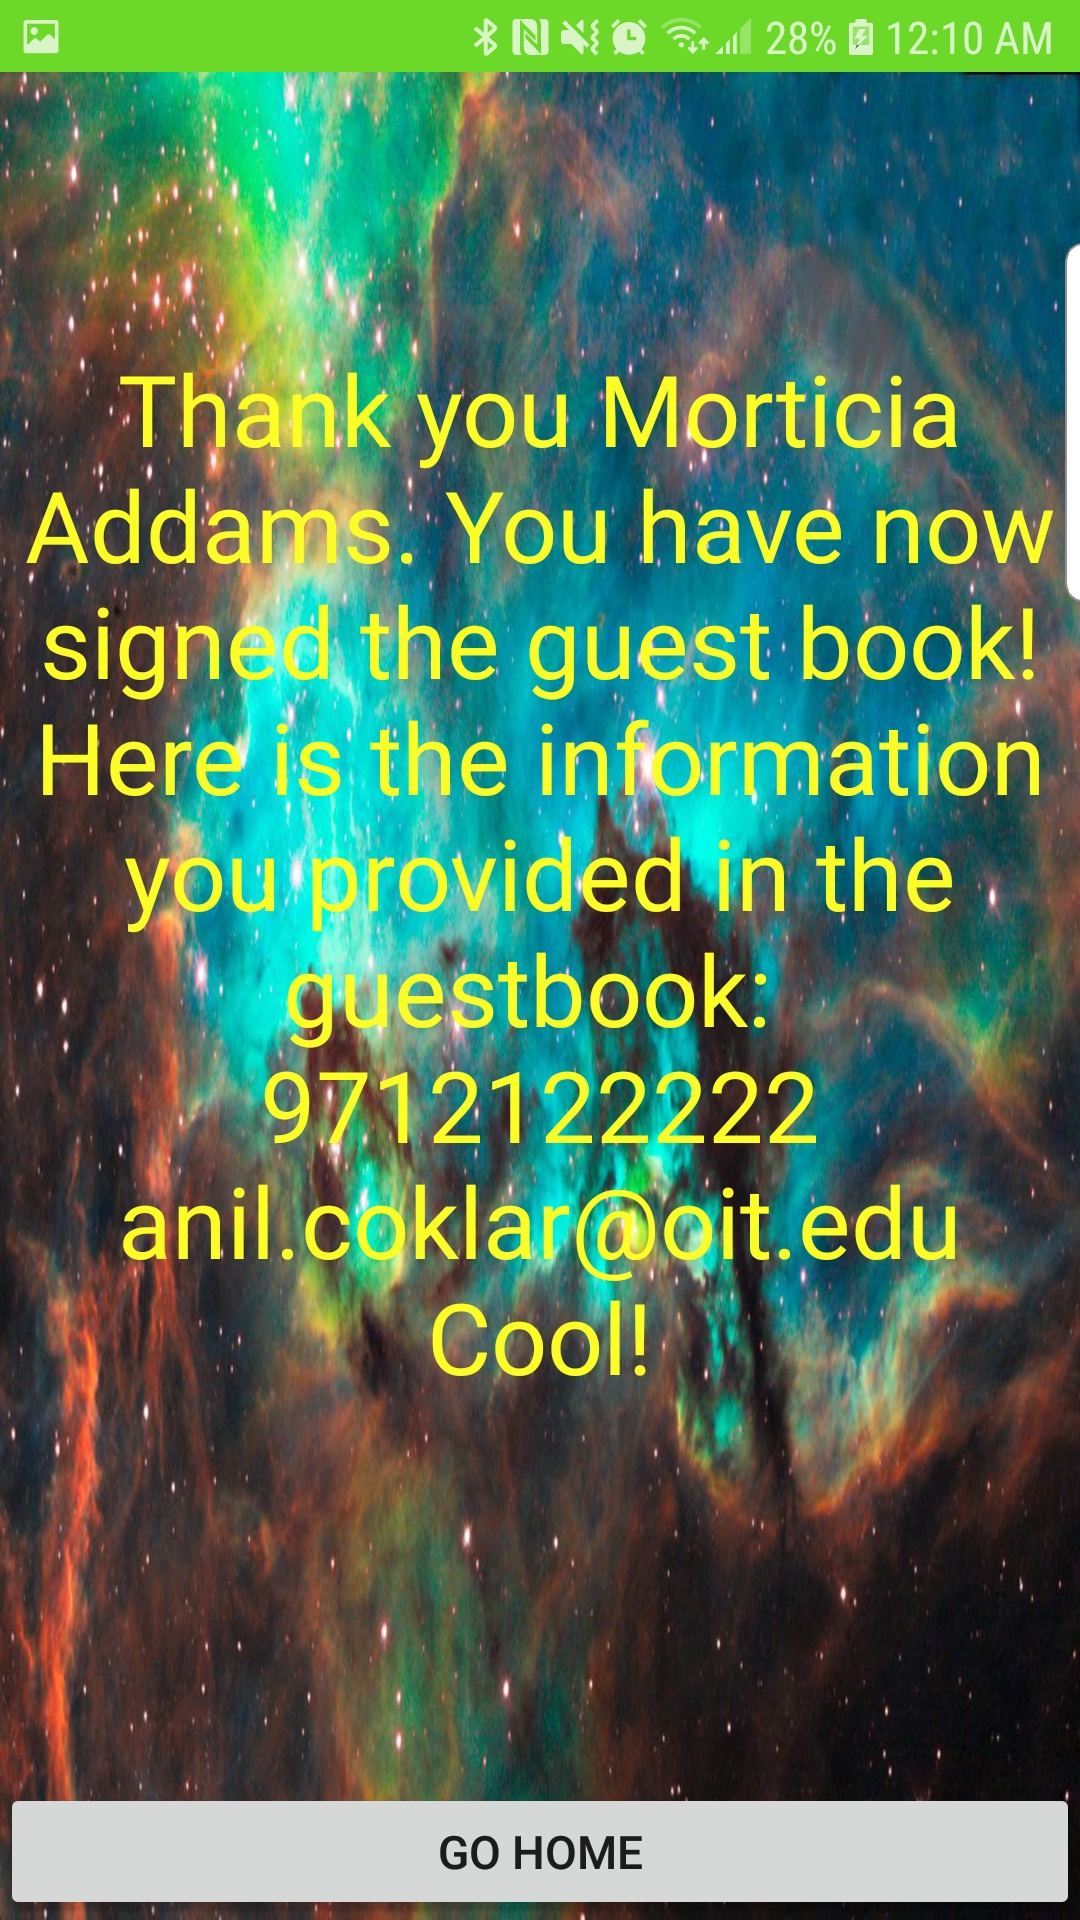 28% 12:10 AM
Thank you Morticia
Addams. You have now
signed the guest book!
Here is the information
you provided in the
guestbook:
9712122222
anil.coklar@oit.edu
Cool!
GO HOME